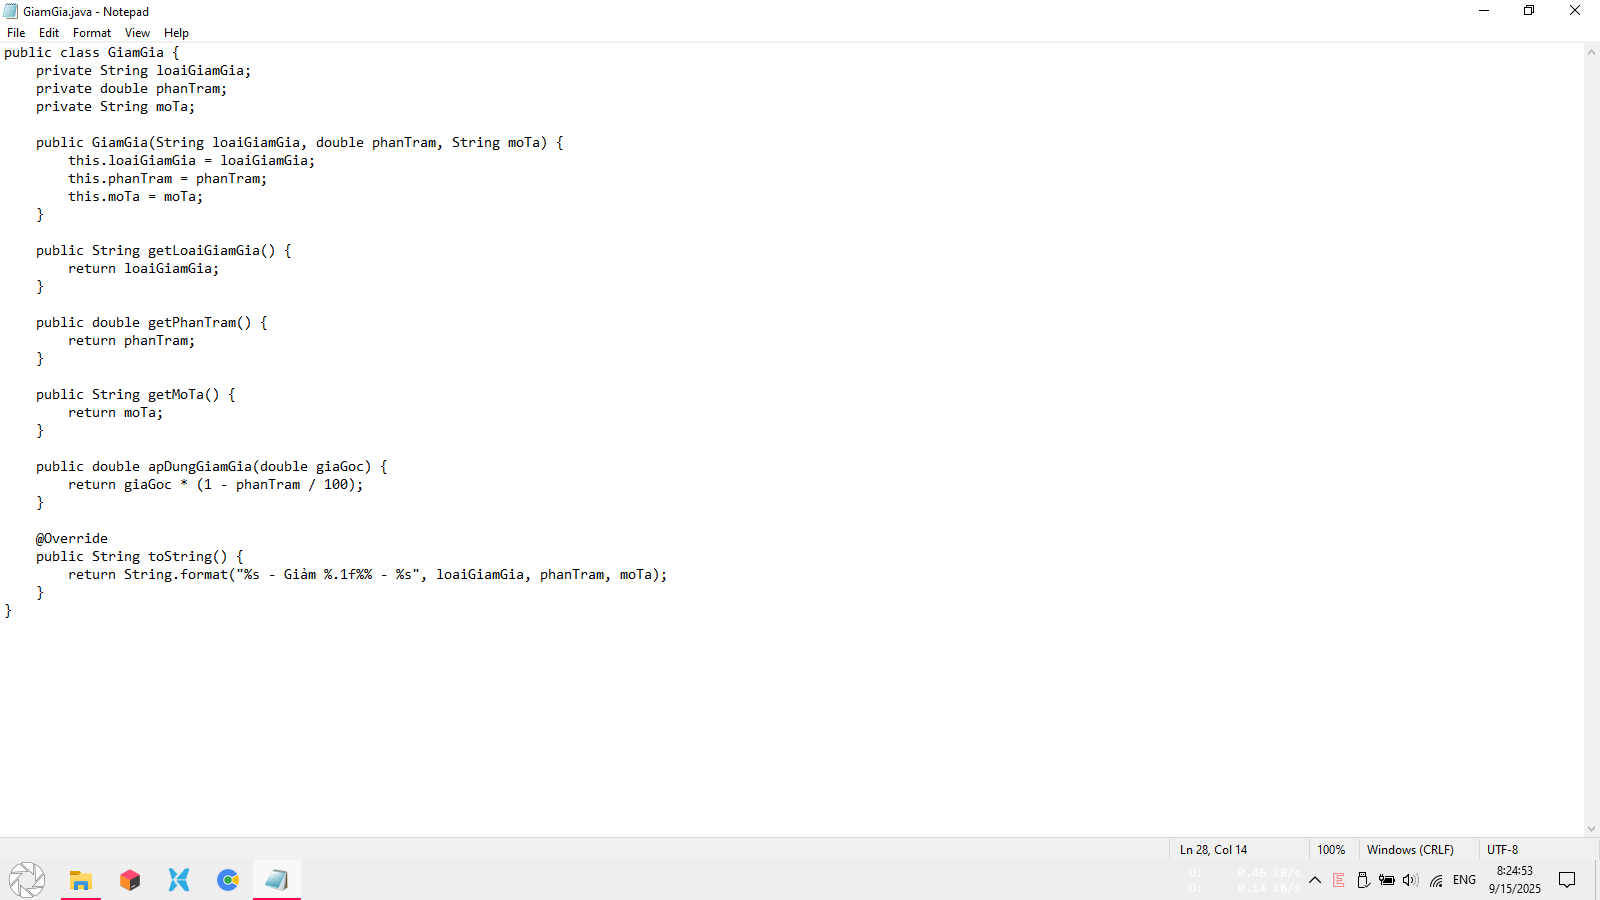 GiamGia.java - Notepad
File Edit Format View Help
public class GiamGia {
    private String loaiGiamGia;
    private double phanTram;
    private String moTa;

    public GiamGia(String loaiGiamGia, double phanTram, String moTa) {
        this.loaiGiamGia = loaiGiamGia;
        this.phanTram = phanTram;
        this.moTa = moTa;
    }

    public String getLoaiGiamGia() {
        return loaiGiamGia;
    }

    public double getPhanTram() {
        return phanTram;
    }

    public String getMoTa() {
        return moTa;
    }

    public double apDungGiamGia(double giaGoc) {
        return giaGoc * (1 - phanTram / 100);
    }

    @Override
    public String toString() {
        return String.format("%s - Giảm %.1f%% - %s", loaiGiamGia, phanTram, moTa);
    }
}
Ln 28, Col 14 100% Windows (CRLF) UTF-8
U: 0.46 kB/s
D: 0.14 kB/s
E ENG
8:24:53
9/15/2025